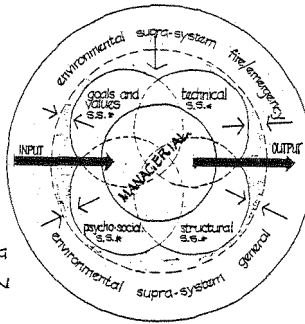 environmental supra-system fire/emergency
goals and values s.s.*
technical s.s.*
INPUT
MANAGERIAL
OUTPUT
psycho-social s.s.*
structural s.s.*
environmental supra-system general